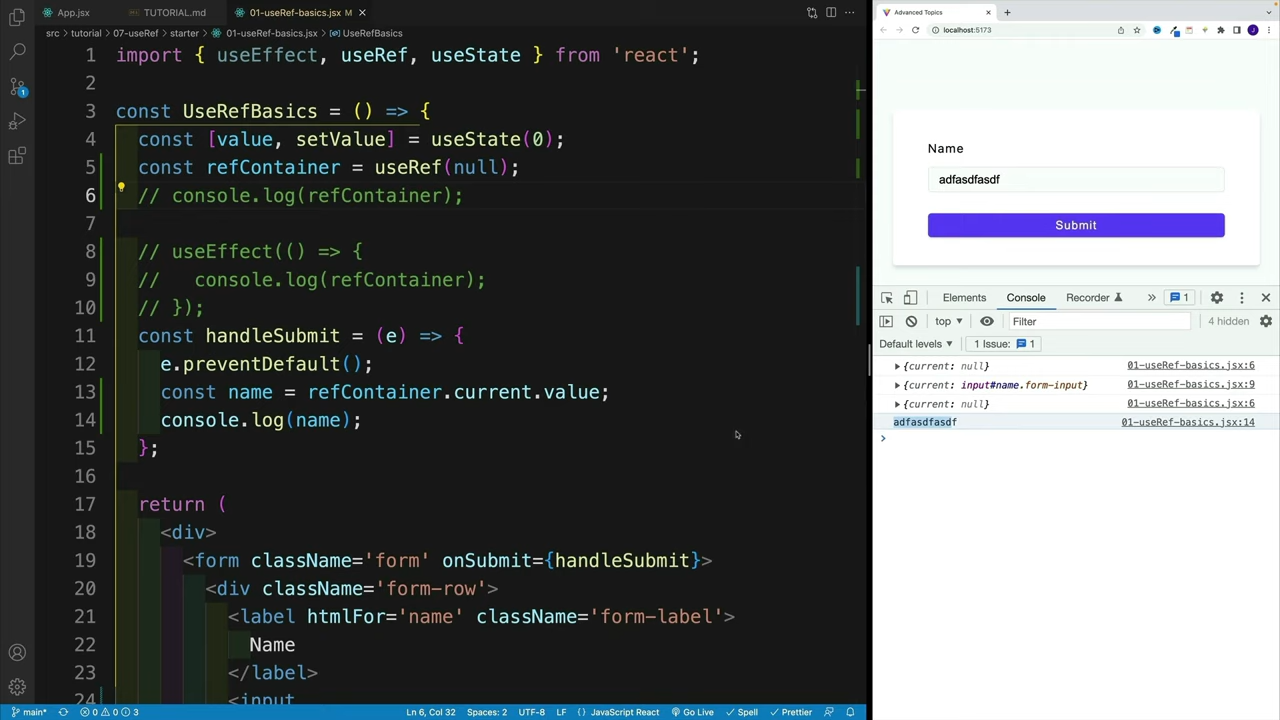 App.jsx
TUTORIAL.md
01-useRef-basics.jsx M
src > tutorial > 07-useRef > starter > 01-useRef-basics.jsx > UseRefBasics
1 import { useEffect, useRef, useState } from 'react';
2
3 const UseRefBasics = () => {
4 const [value, setValue] = useState(0);
5 const refContainer = useRef(null);
6 // console.log(refContainer);
7
8 // useEffect(() => {
9 // console.log(refContainer);
10 // });
11 const handleSubmit = (e) => {
12 e.preventDefault();
13 const name = refContainer.current.value;
14 console.log(name);
15 };
16
17 return (
18 <div>
19 <form className='form' onSubmit={handleSubmit}>
20 <div className='form-row'>
21 <label htmlFor='name' className='form-label'>
22 Name
23 </label>
24 <input
1
main* 0 0 3 Ln 6, Col 32 Spaces: 2 UTF-8 LF {} JavaScript React Go Live Spell Prettier
Advanced Topics
localhost:5173
J
Name
adfasdfasdf
Submit
Elements Console Recorder 1
top Filter 4 hidden
Default levels 1 Issue: 1
{current: null} 01-useRef-basics.jsx:6
{current: input#name.form-input} 01-useRef-basics.jsx:9
{current: null} 01-useRef-basics.jsx:6
adfasdfasdf 01-useRef-basics.jsx:14